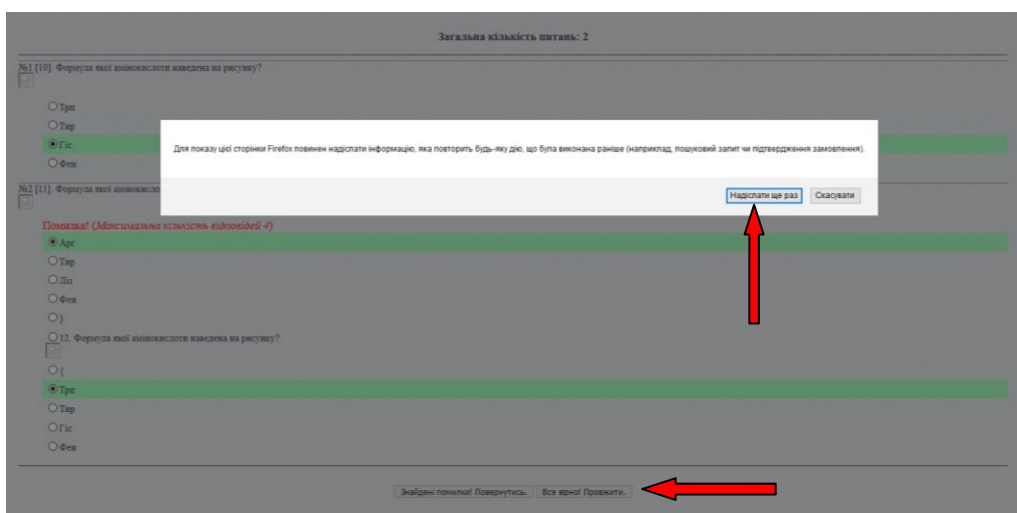 Загальна кількість питань: 2
№1 [10]. Формула якої амінокислоти наведена на рисунку?
Трп
Тир
Гіс
Фен
Для показу цієї сторінки Firefox повинен надіслати інформацію, яка повторить будь-яку дію, що була виконана раніше (наприклад, пошуковий запит чи підтвердження замовлення).
Надіслати ще раз Скасувати
№2 [11]. Формула якої амінокисло
Помилка! (Максимальна кількість відповідей 4)
Арг
Тир
Ліз
Фен
}
12. Формула якої амінокислоти наведена на рисунку?
{
Трп
Тир
Гіс
Фен
Знайдені помилки! Повернутись. Все вірно! Провжити.